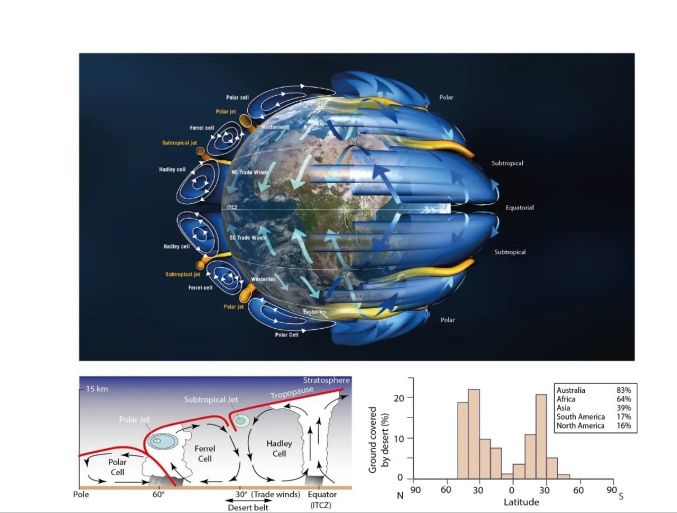 Polar cell
Polar
Polar jet
Ferrel cell
Westerlies
Subtropical jet
Subtropical
Hadley cell
NE Trade Winds
ITCZ
Equatorial
SE Trade Winds
Hadley cell
Subtropical
Subtropical jet
Westerlies
Ferrel cell
Polar jet
Easterlies
Polar
Polar Cell
Stratosphere
15 km
Tropopause
Subtropical Jet
Polar Jet
Polar
Cell
Ferrel
Cell
Hadley
Cell
Pole
60°
30° (Trade winds)
Equator
(ITCZ)
Desert belt
Ground covered
by desert (%)
20
10
0
N
90
60
30
0
30
60
90
S
Latitude
Australia 83%
Africa 64%
Asia 39%
South America 17%
North America 16%